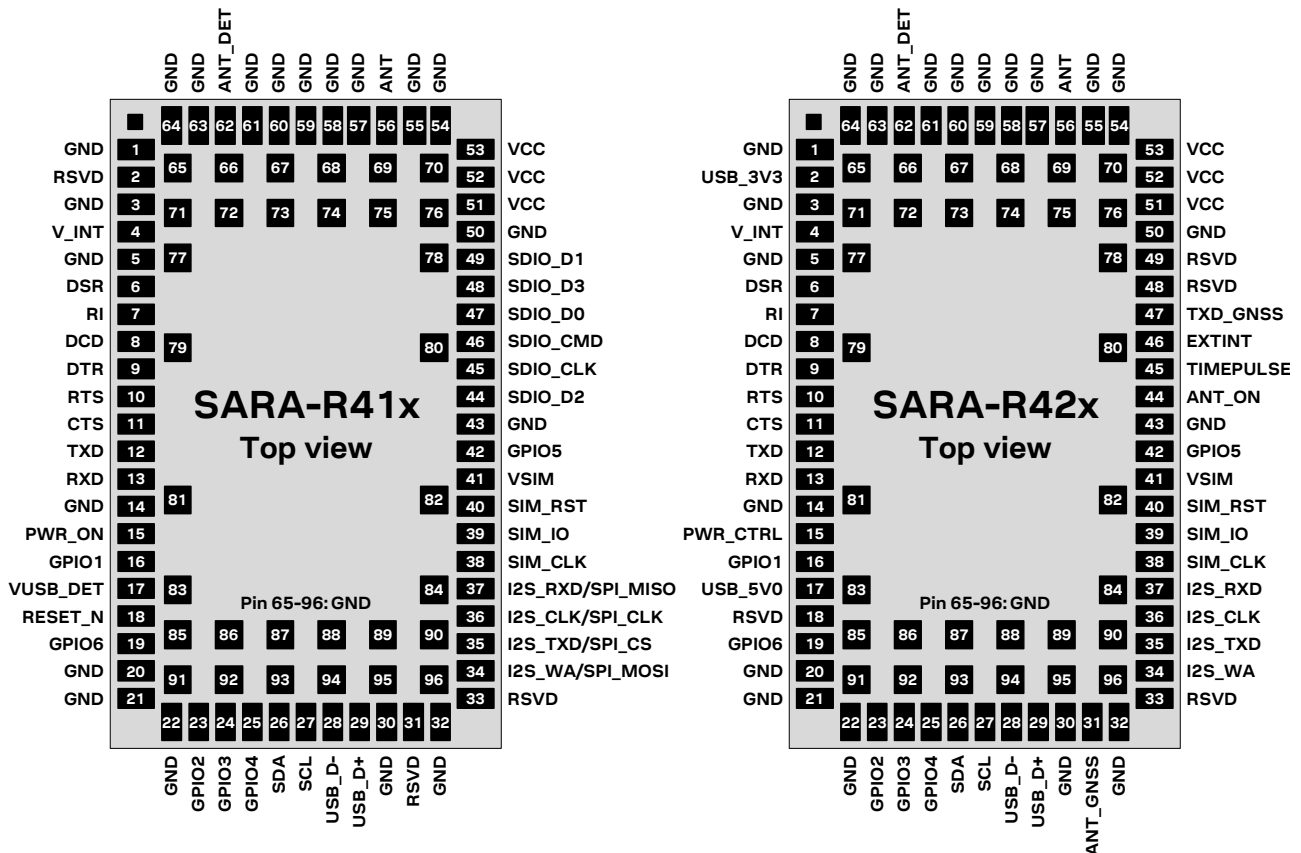 GND GND ANT_DET GND GND GND GND GND ANT GND GND
64 63 62 61 60 59 58 57 56 55 54
GND 1 65 66 67 68 69 70 53 VCC
RSVD 2 52 VCC
GND 3 71 72 73 74 75 76 51 VCC
V_INT 4 50 GND
GND 5 77 78 49 SDIO_D1
DSR 6 48 SDIO_D3
RI 7 47 SDIO_D0
DCD 8 79 80 46 SDIO_CMD
DTR 9 45 SDIO_CLK
RTS 10 44 SDIO_D2
SARA-R41x
CTS 11 43 GND
Top view
TXD 12 42 GPIO5
RXD 13 41 VSIM
GND 14 81 82 40 SIM_RST
PWR_ON 15 39 SIM_IO
GPIO1 16 38 SIM_CLK
VUSB_DET 17 83 84 37 I2S_RXD/SPI_MISO
Pin 65-96: GND
RESET_N 18 36 I2S_CLK/SPI_CLK
GPIO6 19 85 86 87 88 89 90 35 I2S_TXD/SPI_CS
GND 20 91 92 93 94 95 96 34 I2S_WA/SPI_MOSI
GND 21 33 RSVD
22 23 24 25 26 27 28 29 30 31 32
GND GPIO2 GPIO3 GPIO4 SDA SCL USB_D- USB_D+ GND RSVD GND
GND GND ANT_DET GND GND GND GND GND ANT GND GND
64 63 62 61 60 59 58 57 56 55 54
GND 1 65 66 67 68 69 70 53 VCC
USB_3V3 2 52 VCC
GND 3 71 72 73 74 75 76 51 VCC
V_INT 4 50 GND
GND 5 77 78 49 RSVD
DSR 6 48 RSVD
RI 7 47 TXD_GNSS
DCD 8 79 80 46 EXTINT
DTR 9 45 TIMEPULSE
RTS 10 44 ANT_ON
SARA-R42x
CTS 11 43 GND
Top view
TXD 12 42 GPIO5
RXD 13 41 VSIM
GND 14 81 82 40 SIM_RST
PWR_CTRL 15 39 SIM_IO
GPIO1 16 38 SIM_CLK
USB_5V0 17 83 84 37 I2S_RXD
Pin 65-96: GND
RSVD 18 36 I2S_CLK
GPIO6 19 85 86 87 88 89 90 35 I2S_TXD
GND 20 91 92 93 94 95 96 34 I2S_WA
GND 21 33 RSVD
22 23 24 25 26 27 28 29 30 31 32
GND GPIO2 GPIO3 GPIO4 SDA SCL USB_D- USB_D+ GND ANT_GNSS GND